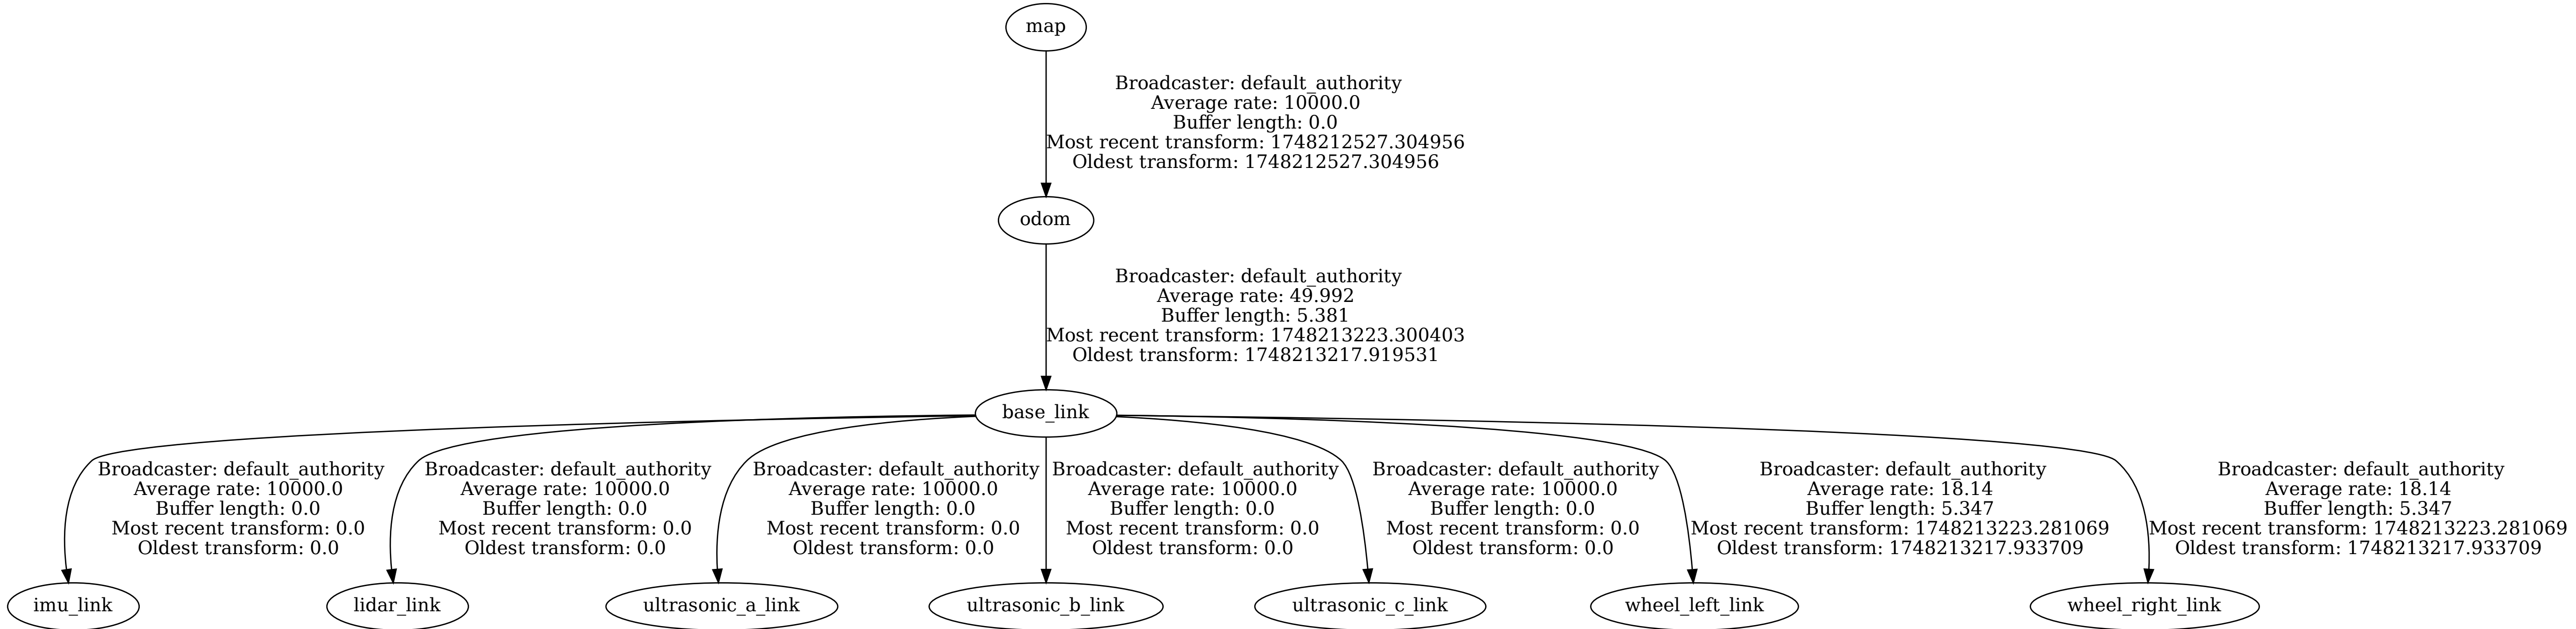 map
Broadcaster: default_authority
Average rate: 10000.0
Buffer length: 0.0
Most recent transform: 1748212527.304956
Oldest transform: 1748212527.304956
odom
Broadcaster: default_authority
Average rate: 49.992
Buffer length: 5.381
Most recent transform: 1748213223.300403
Oldest transform: 1748213217.919531
base_link
Broadcaster: default_authority
Average rate: 10000.0
Buffer length: 0.0
Most recent transform: 0.0
Oldest transform: 0.0
Broadcaster: default_authority
Average rate: 10000.0
Buffer length: 0.0
Most recent transform: 0.0
Oldest transform: 0.0
Broadcaster: default_authority
Average rate: 10000.0
Buffer length: 0.0
Most recent transform: 0.0
Oldest transform: 0.0
Broadcaster: default_authority
Average rate: 10000.0
Buffer length: 0.0
Most recent transform: 0.0
Oldest transform: 0.0
Broadcaster: default_authority
Average rate: 10000.0
Buffer length: 0.0
Most recent transform: 0.0
Oldest transform: 0.0
Broadcaster: default_authority
Average rate: 18.14
Buffer length: 5.347
Most recent transform: 1748213223.281069
Oldest transform: 1748213217.933709
Broadcaster: default_authority
Average rate: 18.14
Buffer length: 5.347
Most recent transform: 1748213223.281069
Oldest transform: 1748213217.933709
imu_link
lidar_link
ultrasonic_a_link
ultrasonic_b_link
ultrasonic_c_link
wheel_left_link
wheel_right_link